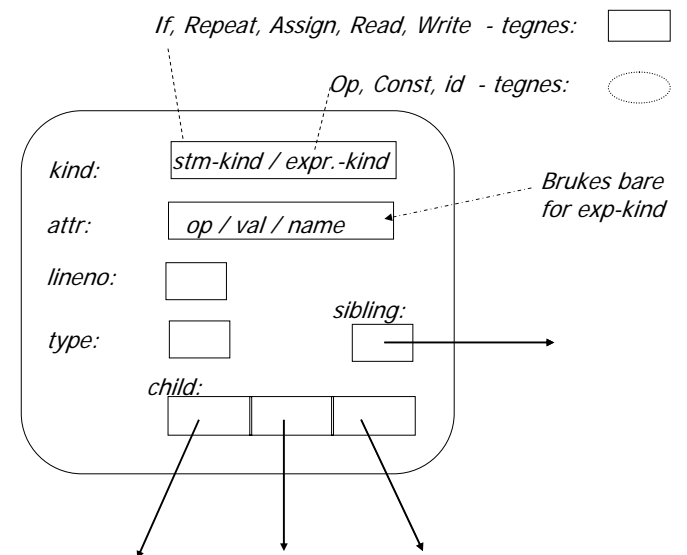 If, Repeat, Assign, Read, Write - tegnes:
Op, Const, id - tegnes:
kind:
stm-kind / expr.-kind
Brukes bare
for exp-kind
attr:
op / val / name
lineno:
sibling:
type:
child: